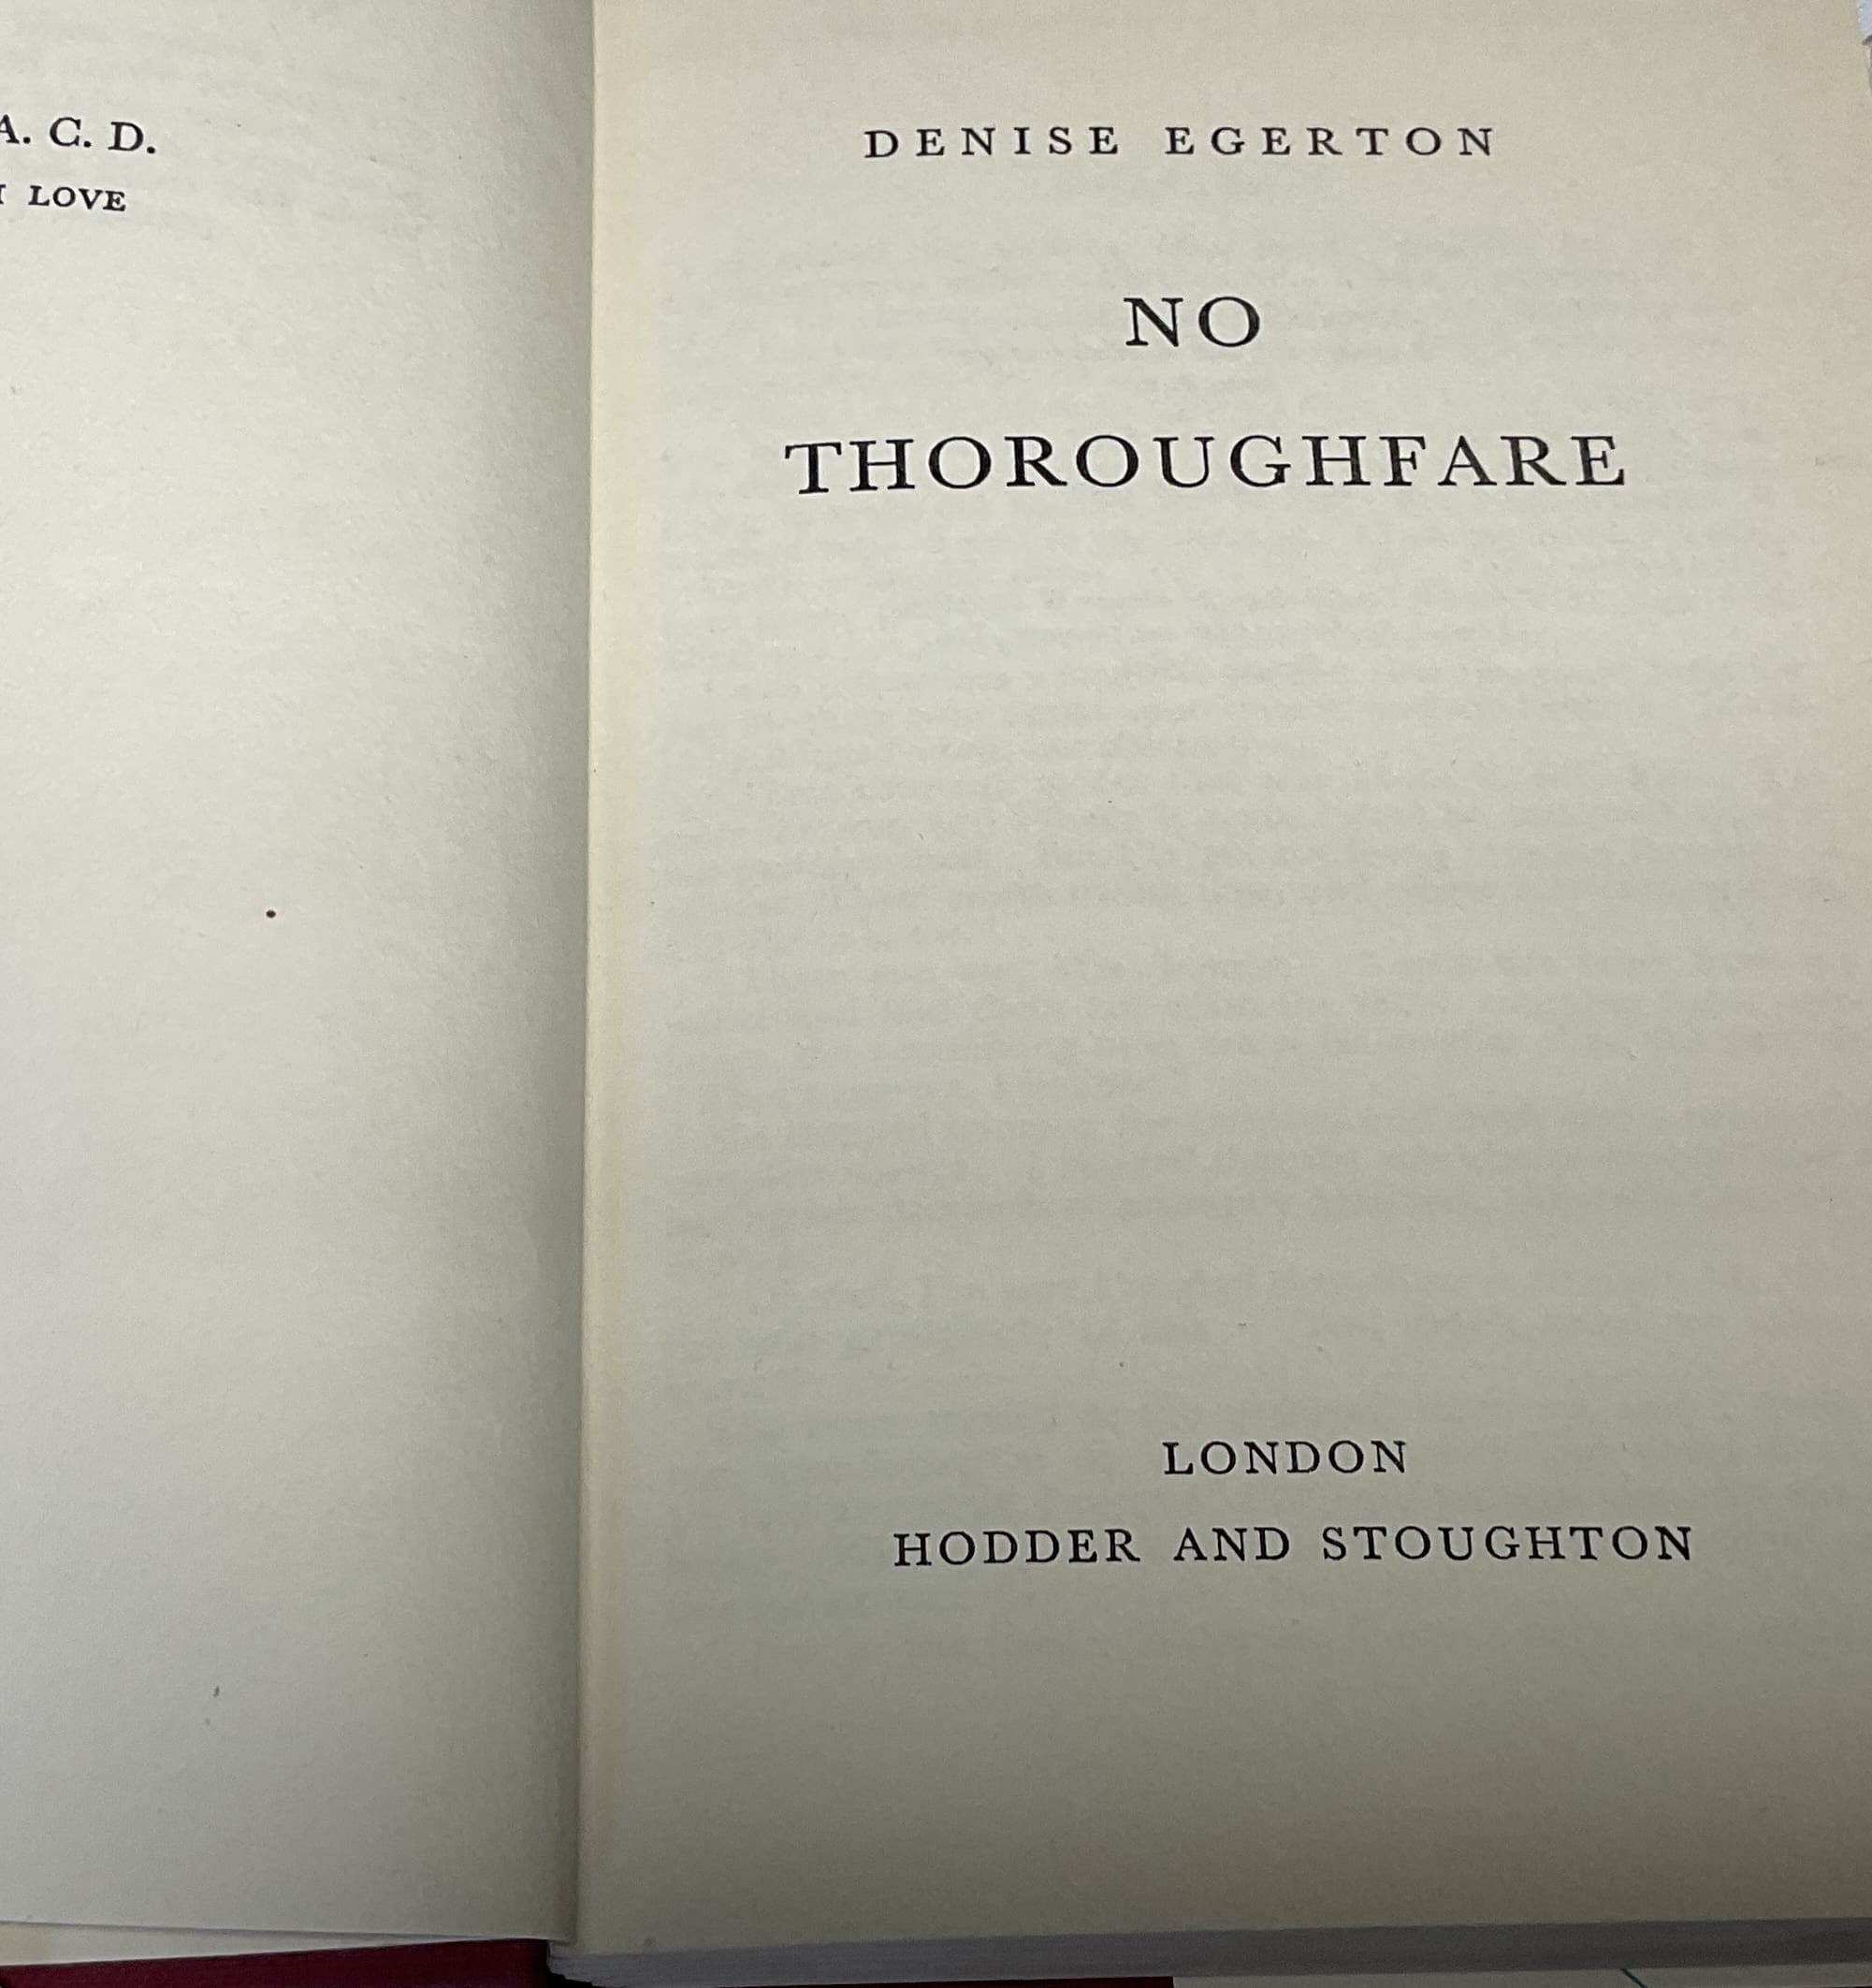 A. C. D.
LOVE
DENISE EGERTON
NO
THOROUGHFARE
LONDON
HODDER AND STOUGHTON